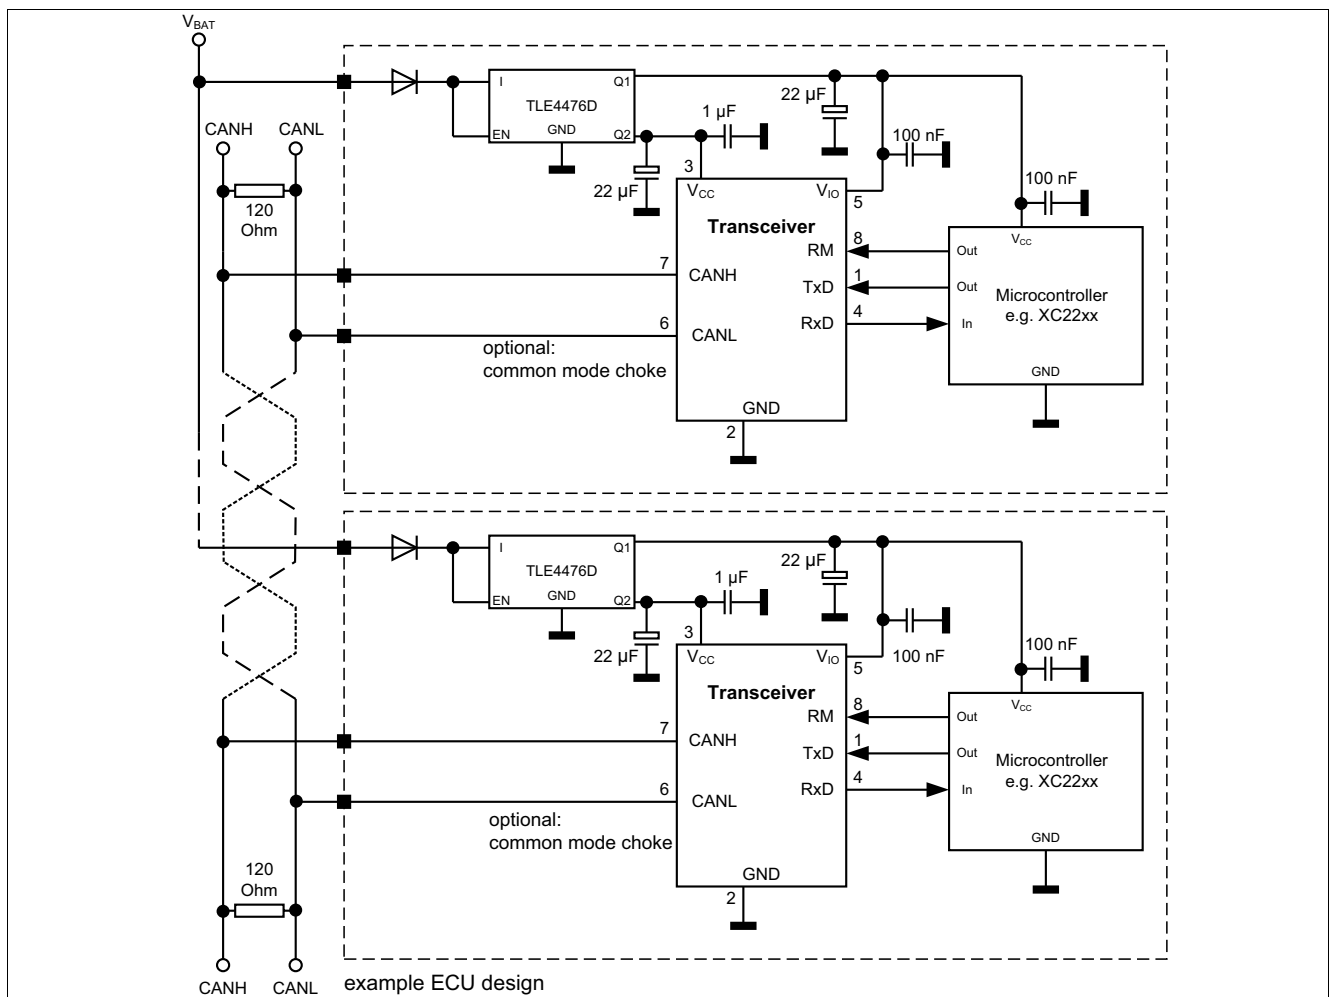 VBAT
CANH CANL
120
Ohm
I
Q1
TLE4476D
EN
GND
Q2
22 µF
1 µF
22 µF
100 nF
100 nF
3
VCC
VIO
5
Transceiver
RM
8
TxD
1
RxD
4
7
CANH
6
CANL
optional:
common mode choke
GND
2
VCC
Out
Out
In
Microcontroller
e.g. XC22xx
GND
I
Q1
TLE4476D
EN
GND
Q2
22 µF
1 µF
22 µF
100 nF
100 nF
3
VCC
VIO
5
Transceiver
RM
8
TxD
1
RxD
4
7
CANH
6
CANL
optional:
common mode choke
GND
2
VCC
Out
Out
In
Microcontroller
e.g. XC22xx
GND
120
Ohm
CANH CANL
example ECU design